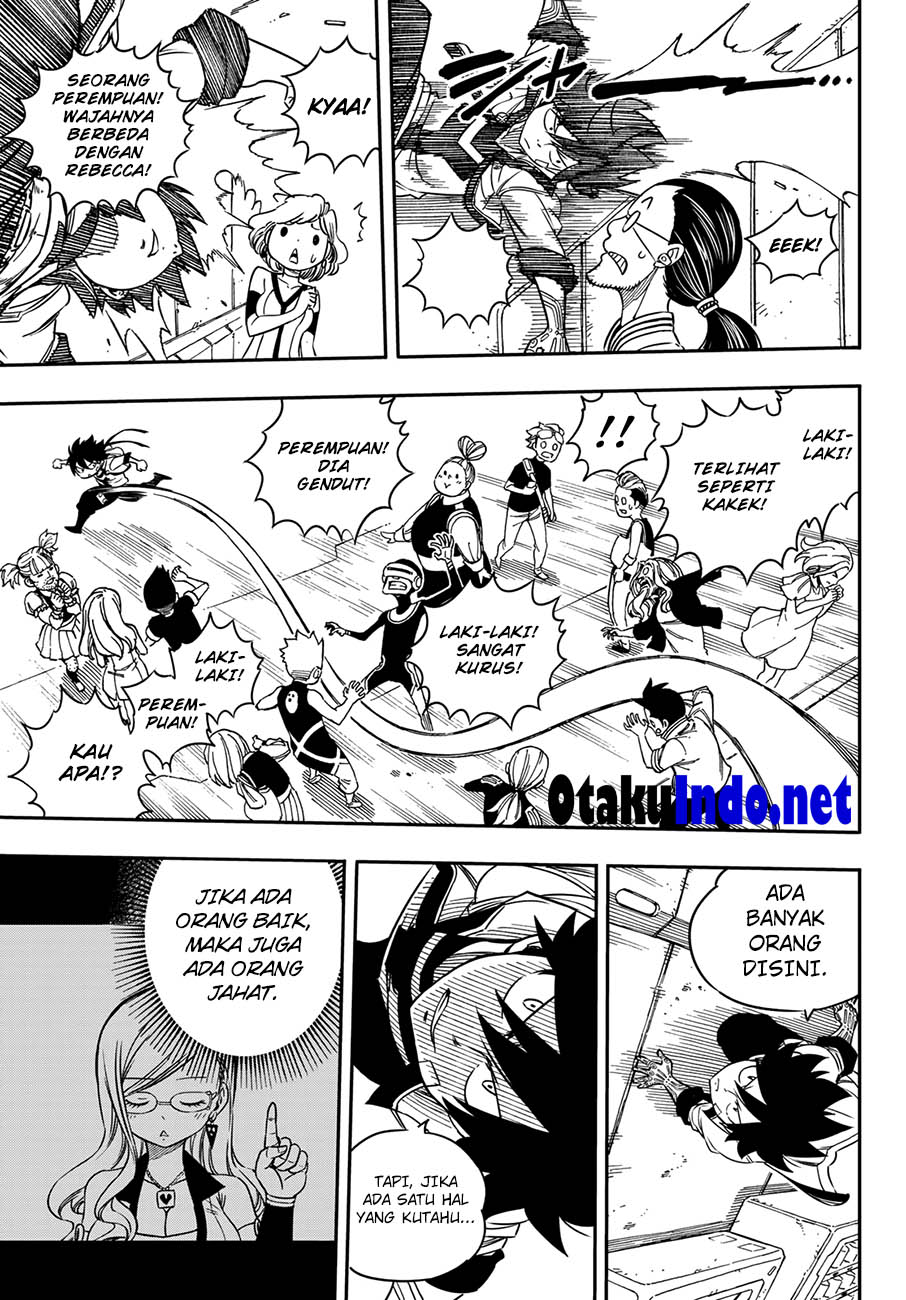 EEEK!
KYAA!
SEORANG
PEREMPUAN!
WAJAHNYA
BERBEDA
DENGAN
REBECCA!
LAKI-
LAKI!
TERLIHAT
SEPERTI
KAKEK!
!!
PEREMPUAN!
DIA
GENDUT!
LAKI-LAKI!
SANGAT
KURUS!
LAKI-
LAKI!
PEREM-
PUAN!
KAU
APA!?
OtakuIndo.net
ADA
BANYAK
ORANG
DISINI.
TAPI, JIKA
ADA SATU HAL
YANG KUTAHU...
JIKA ADA
ORANG BAIK,
MAKA JUGA
ADA ORANG
JAHAT.